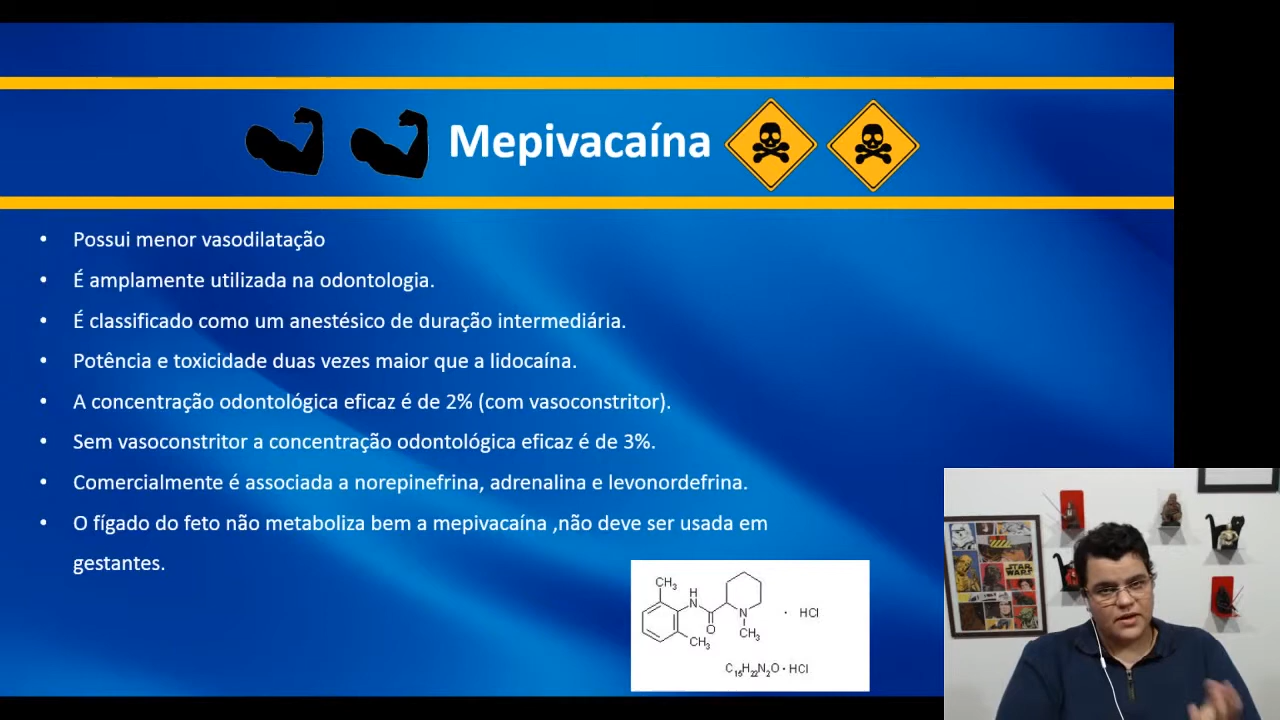 Mepivacaína
• Possui menor vasodilatação
• É amplamente utilizada na odontologia.
• É classificado como um anestésico de duração intermediária.
• Potência e toxicidade duas vezes maior que a lidocaína.
• A concentração odontológica eficaz é de 2% (com vasoconstritor).
• Sem vasoconstritor a concentração odontológica eficaz é de 3%.
• Comercialmente é associada a norepinefrina, adrenalina e levonordefrina.
• O fígado do feto não metaboliza bem a mepivacaína ,não deve ser usada em
gestantes.
CH₃
H
N
O
N
· HCl
CH₃
CH₃
C₁₅H₂₂N₂O · HCl
STAR
WARS